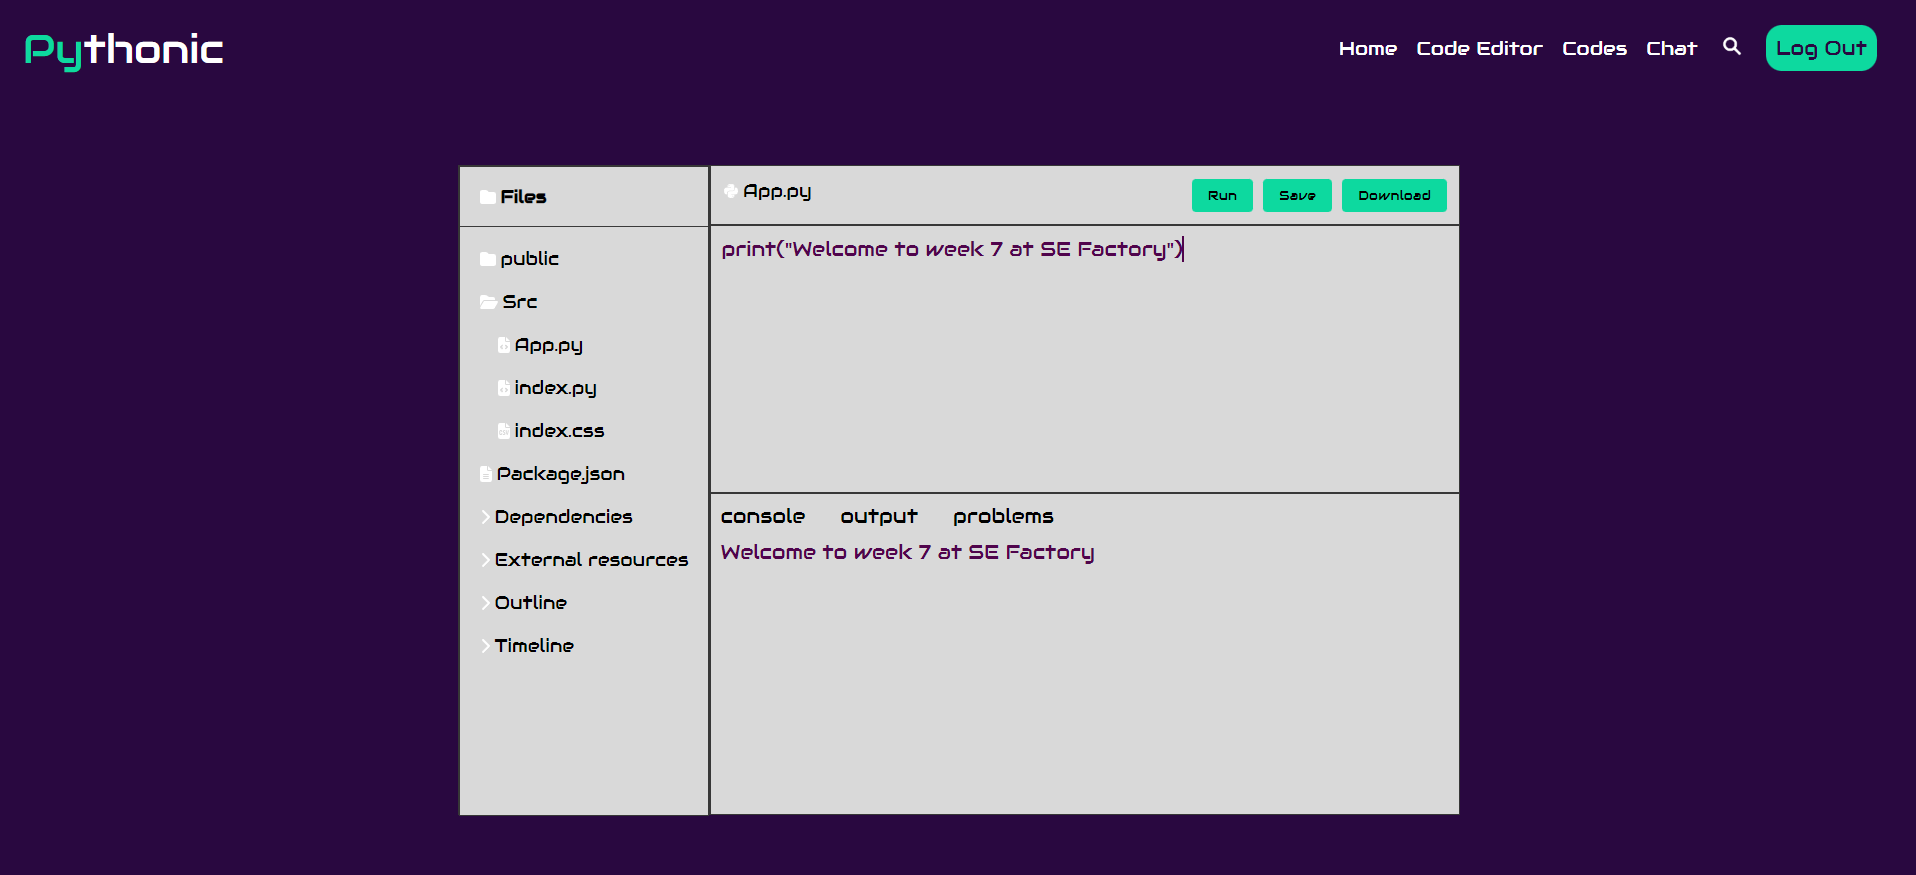 Pythonic
Home Code Editor Codes Chat Log Out
Files
public
Src
App.py
index.py
index.css
Package.json
Dependencies
External resources
Outline
Timeline
App.py
Run Save Download
print("Welcome to week 7 at SE Factory")
console output problems
Welcome to week 7 at SE Factory